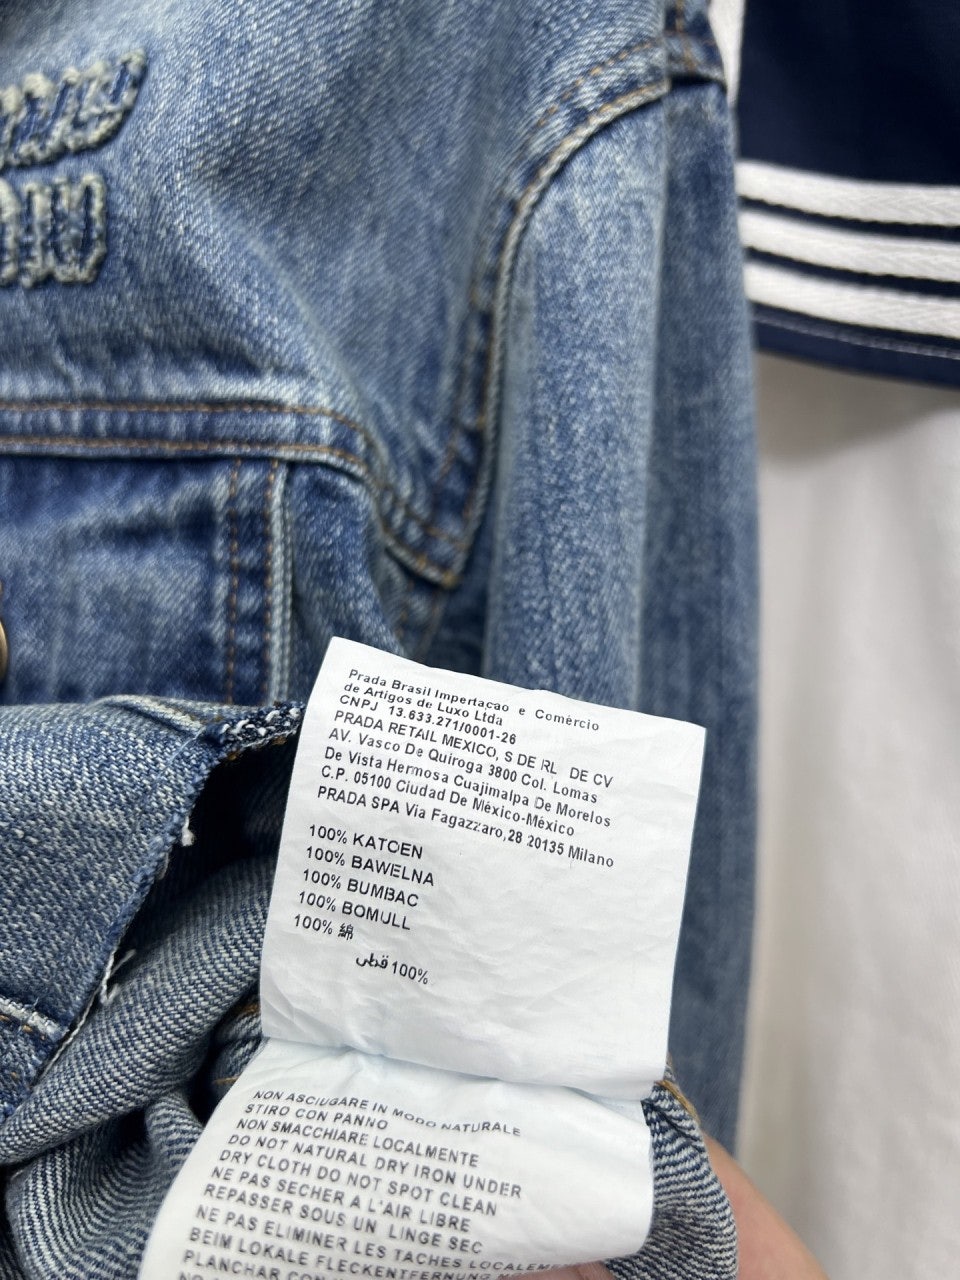 Prada Brasil Impertaçao e Comércio
de Artigos de Luxo Ltda
CNPJ 13.633.271/0001-26
PRADA RETAIL MEXICO, S DE RL DE CV
AV. Vasco De Quiroga 3800 Col. Lomas
De Vista Hermosa Cuajimalpa De Morelos
C.P. 05100 Ciudad De México-México
PRADA SPA Via Fagazzaro,28 20135 Milano
100% KATOEN
100% BAWELNA
100% BUMBAC
100% BOMULL
100% 綿
100% قطن
NON ASCIUGARE IN MODO NATURALE
STIRO CON PANNO
NON SMACCHIARE LOCALMENTE
DO NOT NATURAL DRY IRON UNDER
DRY CLOTH DO NOT SPOT CLEAN
NE PAS SECHER A L'AIR LIBRE
REPASSER SOUS UN LINGE SEC
NE PAS ELIMINER LES TACHES
BEIM LOKALE FLECKENTFERNUNG
PLANCHAR CON